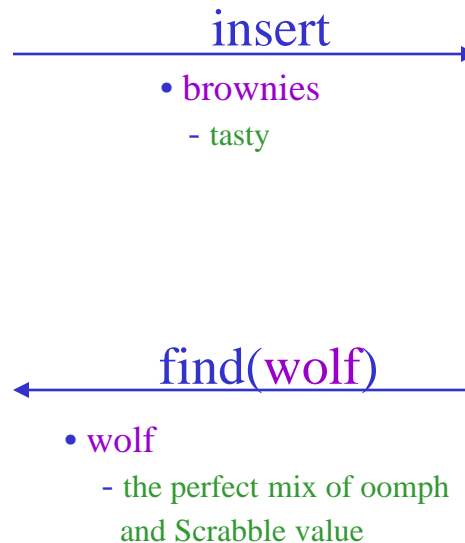 insert
• brownies
- tasty
find(wolf)
• wolf
- the perfect mix of oomph
and Scrabble value